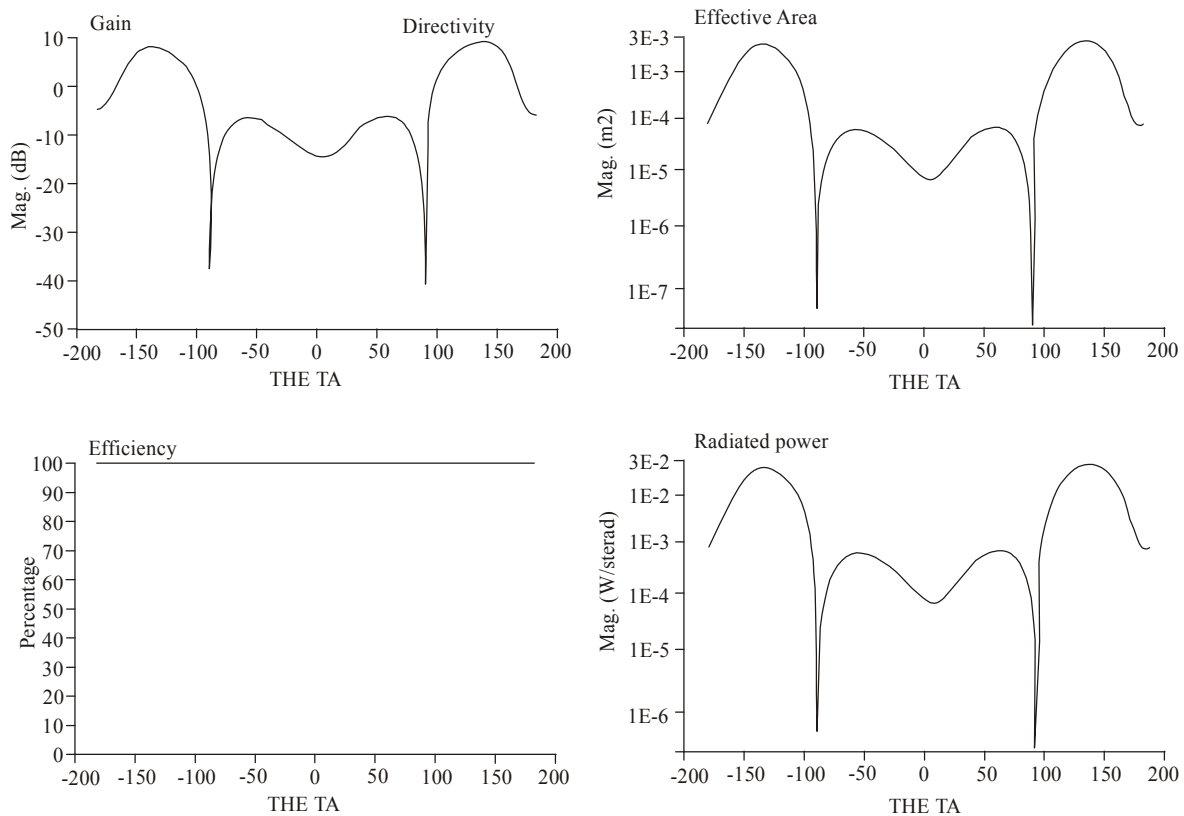 Gain
Directivity
10
0
-10
-20
-30
-40
-50
Mag. (dB)
-200 -150 -100 -50 0 50 100 150 200
THE TA
Effective Area
3E-3
1E-3
1E-4
1E-5
1E-6
1E-7
Mag. (m2)
-200 -150 -100 -50 0 50 100 150 200
THE TA
Efficiency
100
90
80
70
60
50
40
30
20
10
0
Percentage
-200 -150 -100 -50 0 50 100 150 200
THE TA
Radiated power
3E-2
1E-2
1E-3
1E-4
1E-5
1E-6
Mag. (W/sterad)
-200 -150 -100 -50 0 50 100 150 200
THE TA